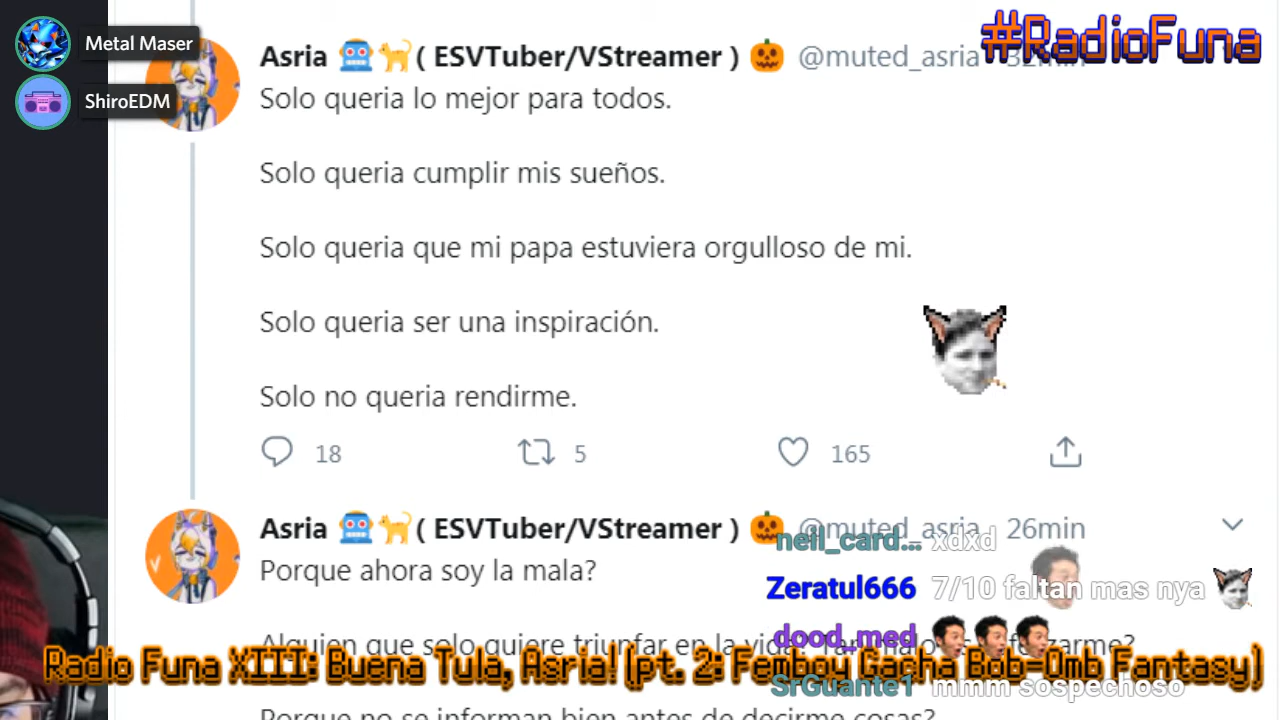 Metal Maser
ShiroEDM
#RadioFuna
Asria ( ESVTuber/VStreamer ) @muted_asria 32min
Solo queria lo mejor para todos.
Solo queria cumplir mis sueños.
Solo queria que mi papa estuviera orgulloso de mi.
Solo queria ser una inspiración.
Solo no queria rendirme.
18 5 165
Asria ( ESVTuber/VStreamer ) @muted_asria 26min
Porque ahora soy la mala?
neil_card... xdxd
Zeratul666 7/10 faltan mas nya
dood_med
Alguien que solo quiere triunfar en la vida?
Radio Funa XIII: Buena Tula, Asria! (pt. 2: Femboy Gacha Bob-Omb Fantasy)
SrGuante1 mmm sospechoso
Porque no se informan bien antes de decirme cosas?